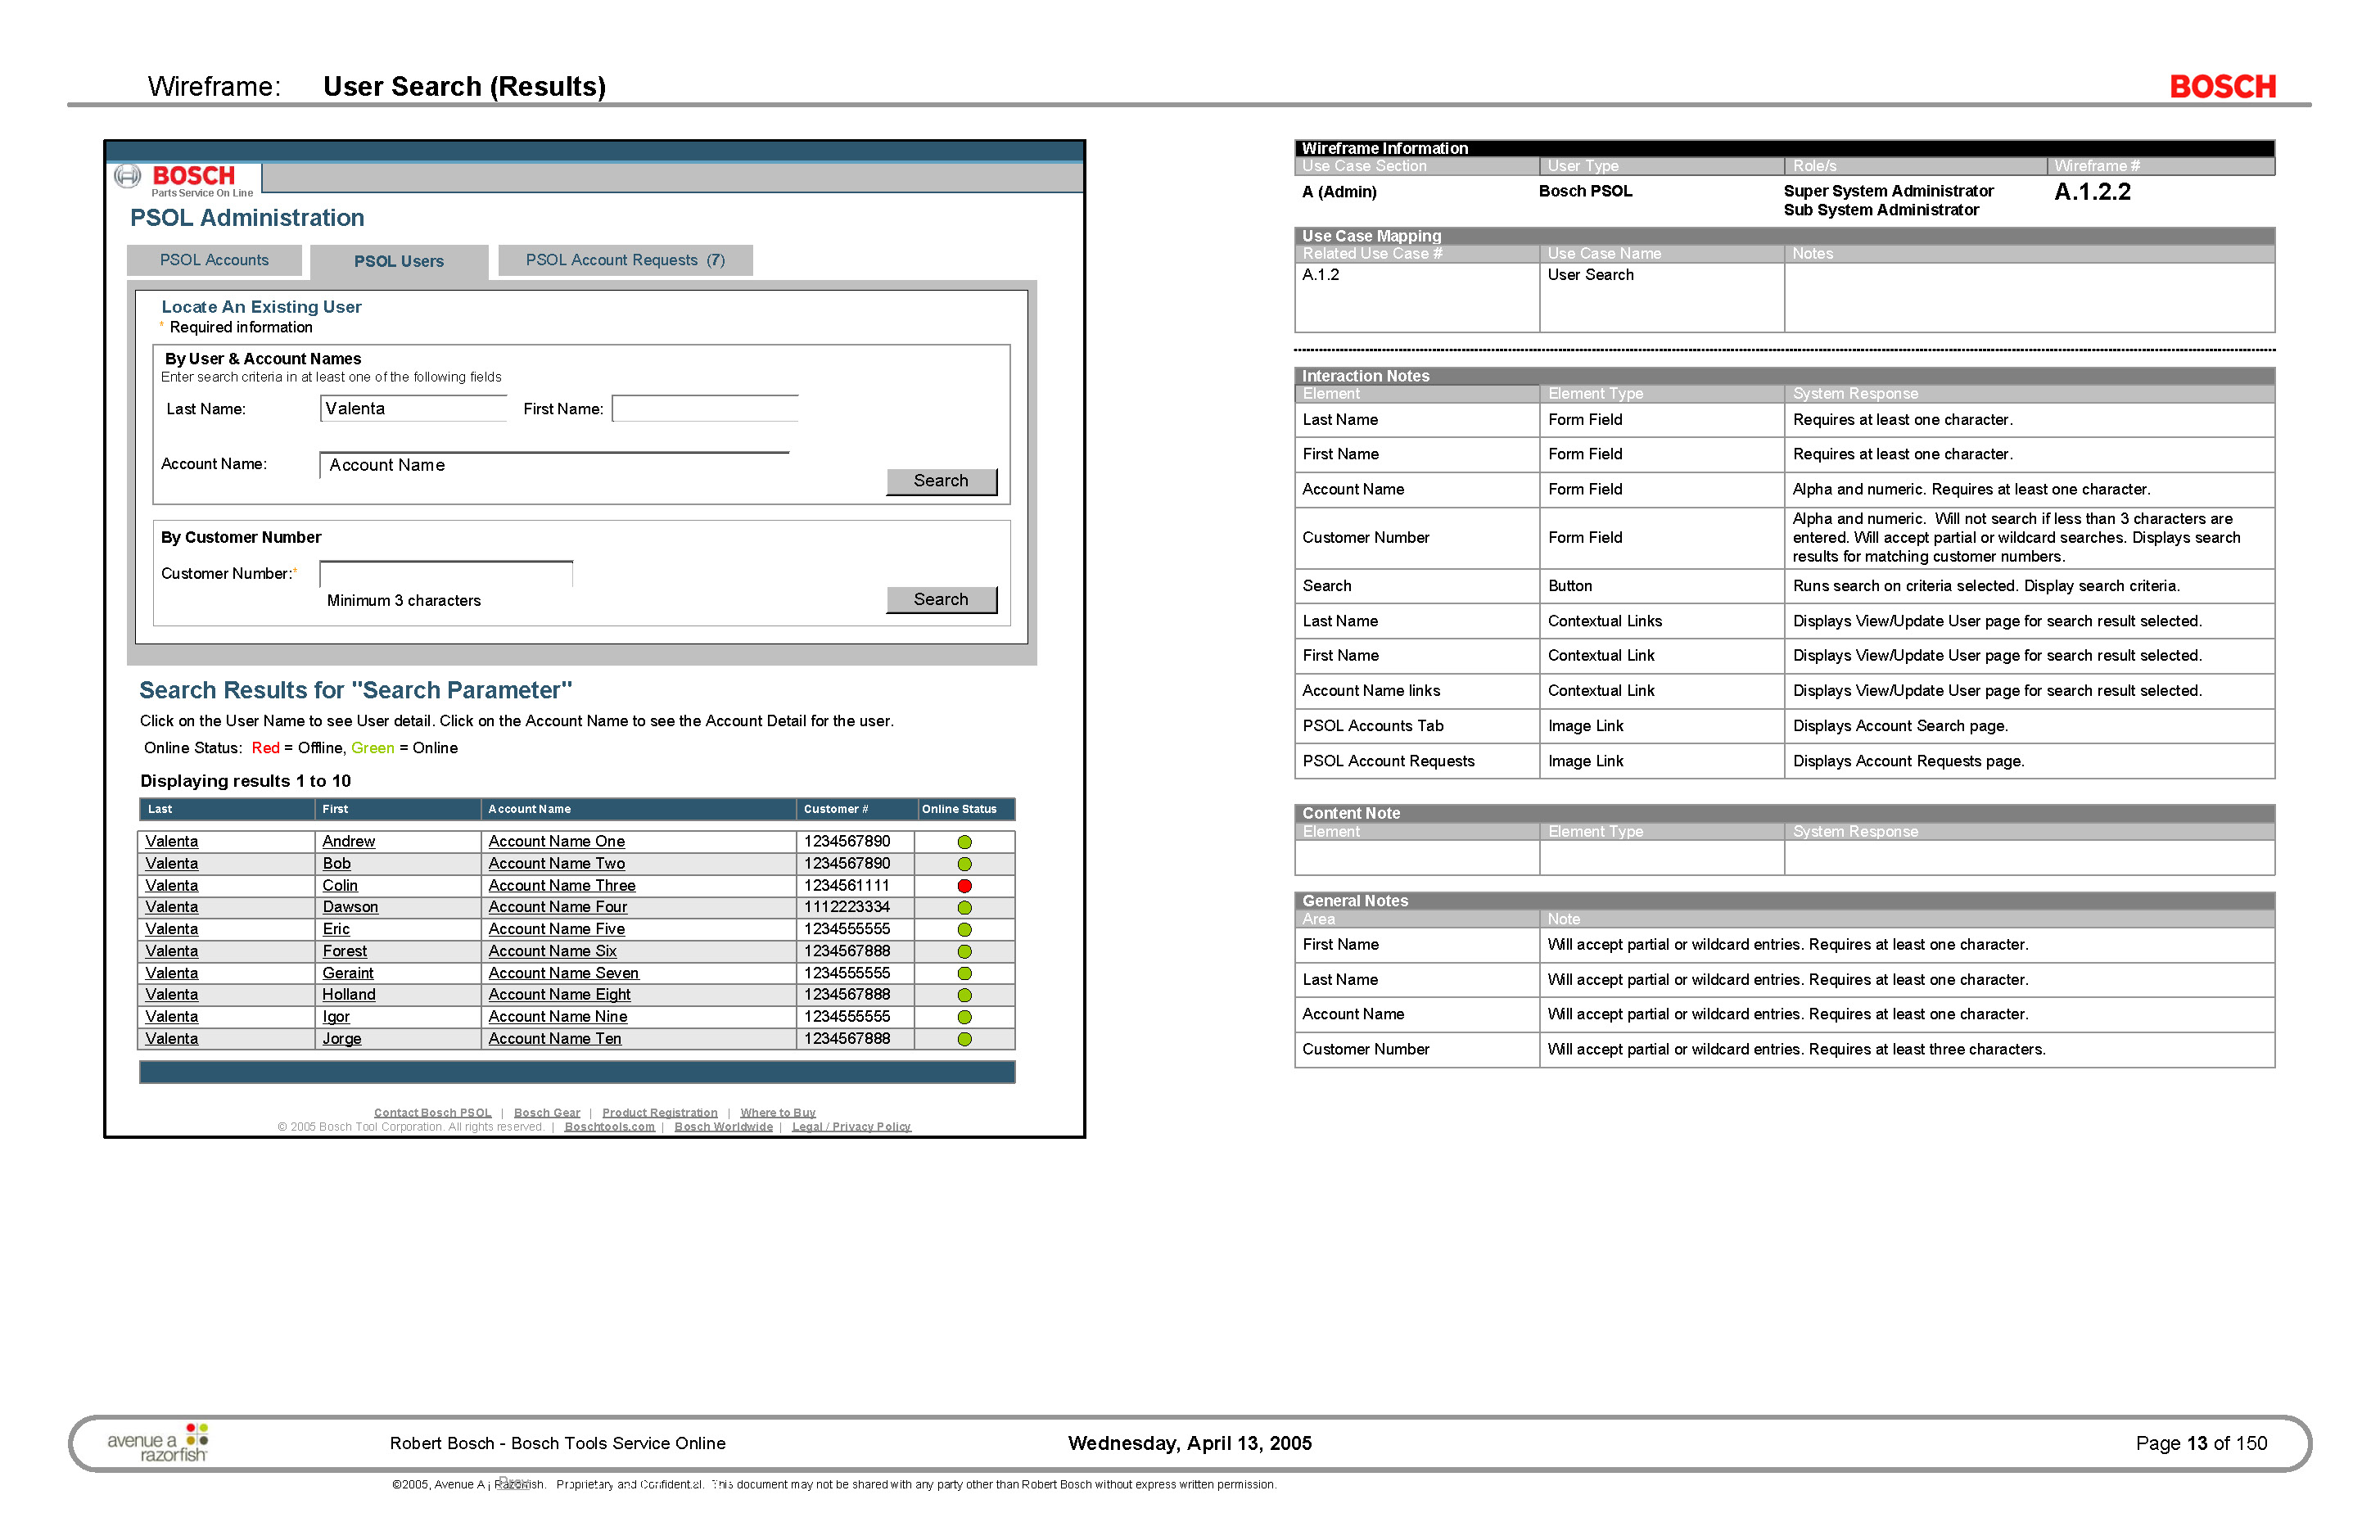 Wireframe: User Search (Results)
BOSCH
BOSCH
Parts Service On Line
PSOL Administration
PSOL Accounts PSOL Users PSOL Account Requests (7)
Locate An Existing User
* Required information
By User & Account Names
Enter search criteria in at least one of the following fields
Last Name: Valenta First Name:
Account Name: Account Name
Search
By Customer Number
Customer Number:*
Minimum 3 characters
Search
Search Results for "Search Parameter"
Click on the User Name to see User detail. Click on the Account Name to see the Account Detail for the user.
Online Status: Red = Offline, Green = Online
Displaying results 1 to 10
Last First Account Name Customer # Online Status
Valenta Andrew Account Name One 1234567890
Valenta Bob Account Name Two 1234567890
Valenta Colin Account Name Three 1234561111
Valenta Dawson Account Name Four 1112223334
Valenta Eric Account Name Five 1234555555
Valenta Forest Account Name Six 1234567888
Valenta Geraint Account Name Seven 1234555555
Valenta Holland Account Name Eight 1234567888
Valenta Igor Account Name Nine 1234555555
Valenta Jorge Account Name Ten 1234567888
Contact Bosch PSOL | Bosch Gear | Product Registration | Where to Buy
© 2005 Bosch Tool Corporation. All rights reserved. | Boschtools.com | Bosch Worldwide | Legal / Privacy Policy
Wireframe Information
Use Case Section User Type Role/s Wireframe #
A (Admin) Bosch PSOL Super System Administrator A.1.2.2
Sub System Administrator
Use Case Mapping
Related Use Case # Use Case Name Notes
A.1.2 User Search
Interaction Notes
Element Element Type System Response
Last Name Form Field Requires at least one character.
First Name Form Field Requires at least one character.
Account Name Form Field Alpha and numeric. Requires at least one character.
Customer Number Form Field Alpha and numeric. Will not search if less than 3 characters are
entered. Will accept partial or wildcard searches. Displays search
results for matching customer numbers.
Search Button Runs search on criteria selected. Display search criteria.
Last Name Contextual Links Displays View/Update User page for search result selected.
First Name Contextual Link Displays View/Update User page for search result selected.
Account Name links Contextual Link Displays View/Update User page for search result selected.
PSOL Accounts Tab Image Link Displays Account Search page.
PSOL Account Requests Image Link Displays Account Requests page.
Content Note
Element Element Type System Response
General Notes
Area Note
First Name Will accept partial or wildcard entries. Requires at least one character.
Last Name Will accept partial or wildcard entries. Requires at least one character.
Account Name Will accept partial or wildcard entries. Requires at least one character.
Customer Number Will accept partial or wildcard entries. Requires at least three characters.
avenue a
razorfish
Robert Bosch - Bosch Tools Service Online Wednesday, April 13, 2005 Page 13 of 150
©2005, Avenue A | Razorfish. Proprietary and Confidential. This document may not be shared with any party other than Robert Bosch without express written permission.